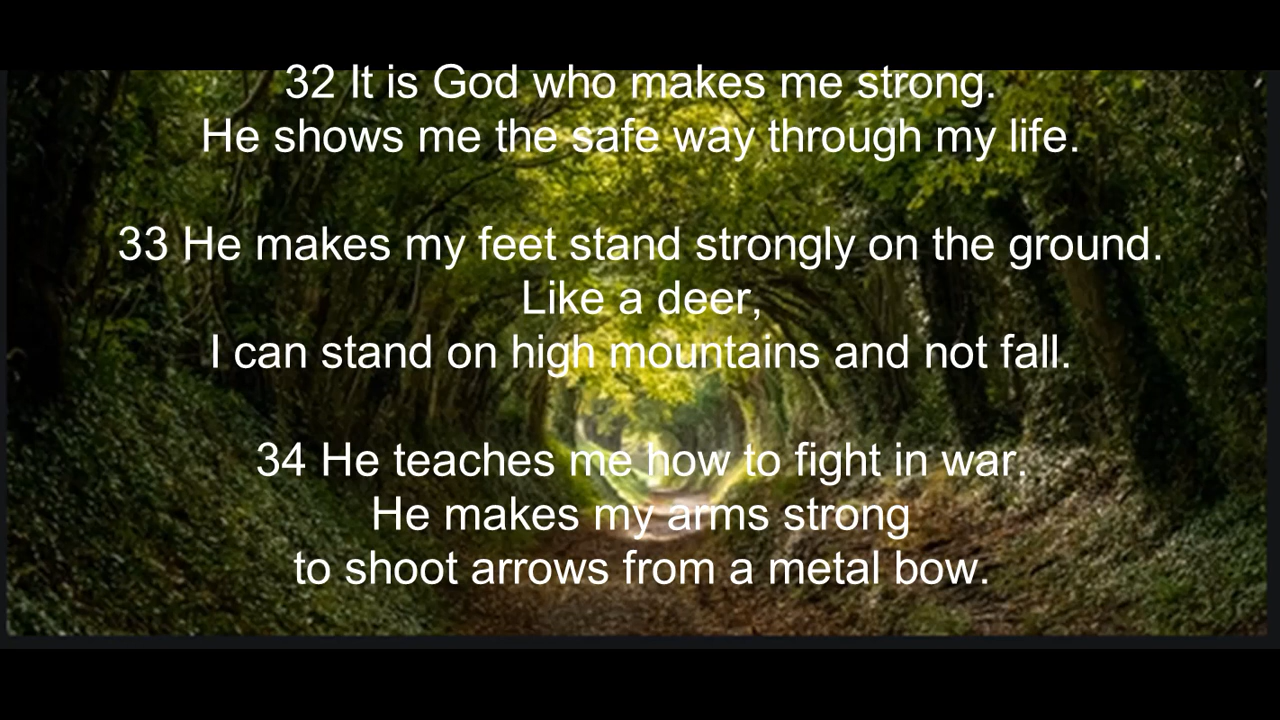 32 It is God who makes me strong.
He shows me the safe way through my life.
33 He makes my feet stand strongly on the ground.
Like a deer,
I can stand on high mountains and not fall.
34 He teaches me how to fight in war.
He makes my arms strong
to shoot arrows from a metal bow.